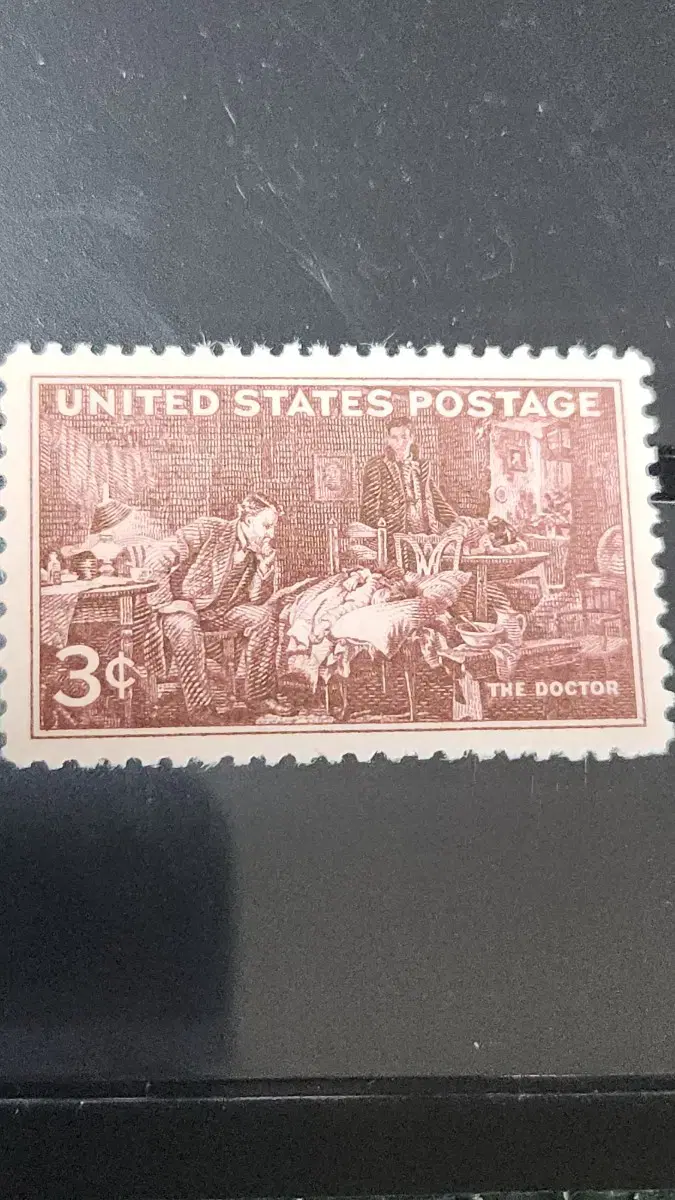 UNITED STATES POSTAGE
3¢
THE DOCTOR